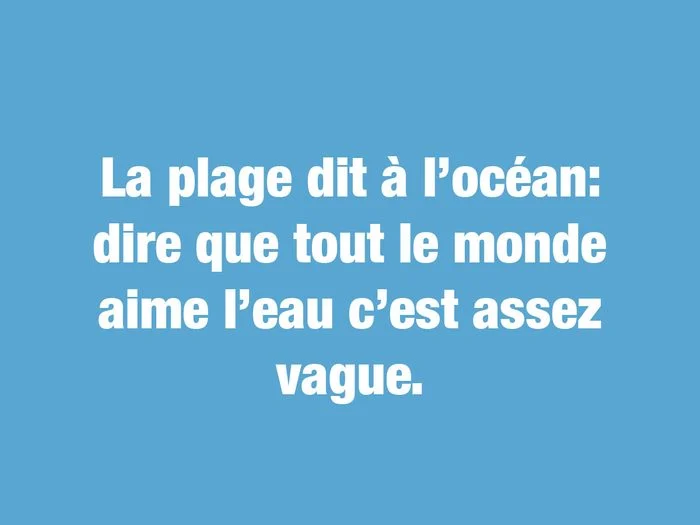 La plage dit à l’océan:
dire que tout le monde
aime l’eau c’est assez
vague.